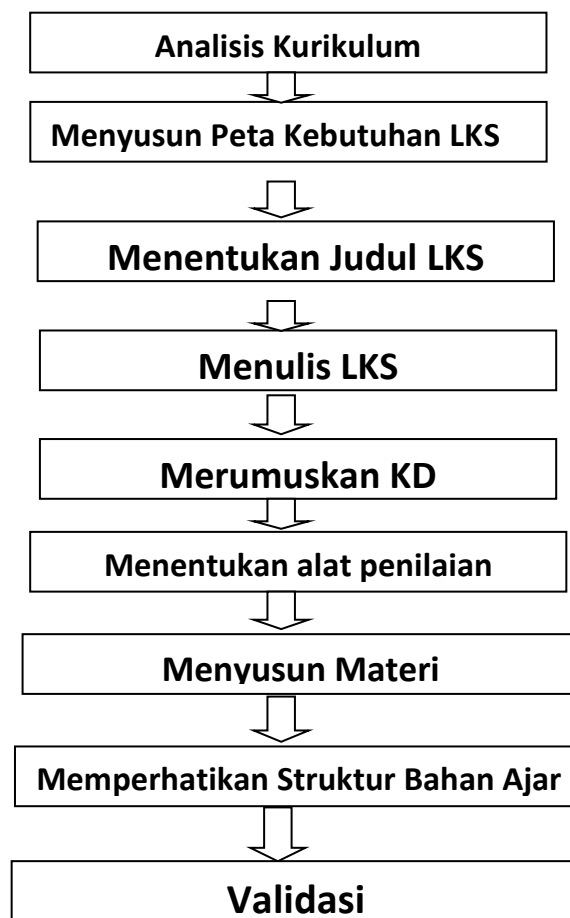 Analisis Kurikulum
Menyusun Peta Kebutuhan LKS
Menentukan Judul LKS
Menulis LKS
Merumuskan KD
Menentukan alat penilaian
Menyusun Materi
Memperhatikan Struktur Bahan Ajar
Validasi